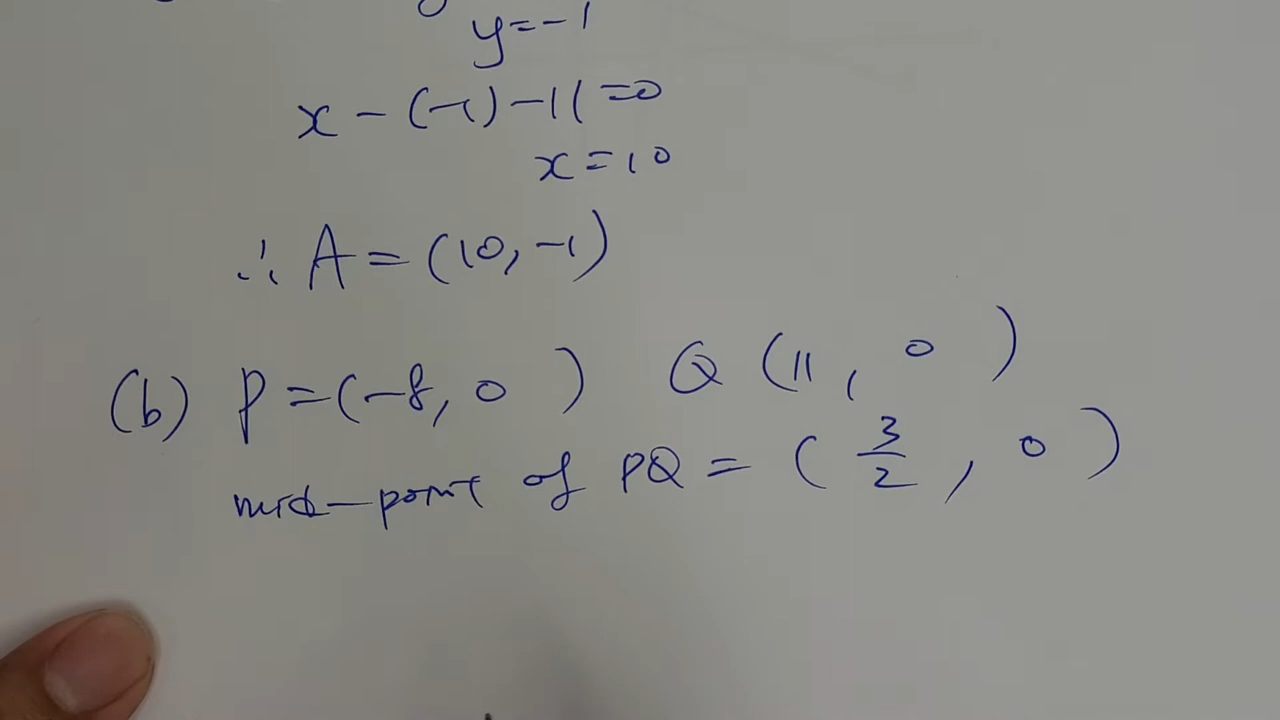 y=-1
x-(-1)-11=0
x=10
∴ A=(10,-1)
(b) P=(-8, 0 ) Q (11, 0 )
mid-point of PQ = ( 3/2 , 0 )